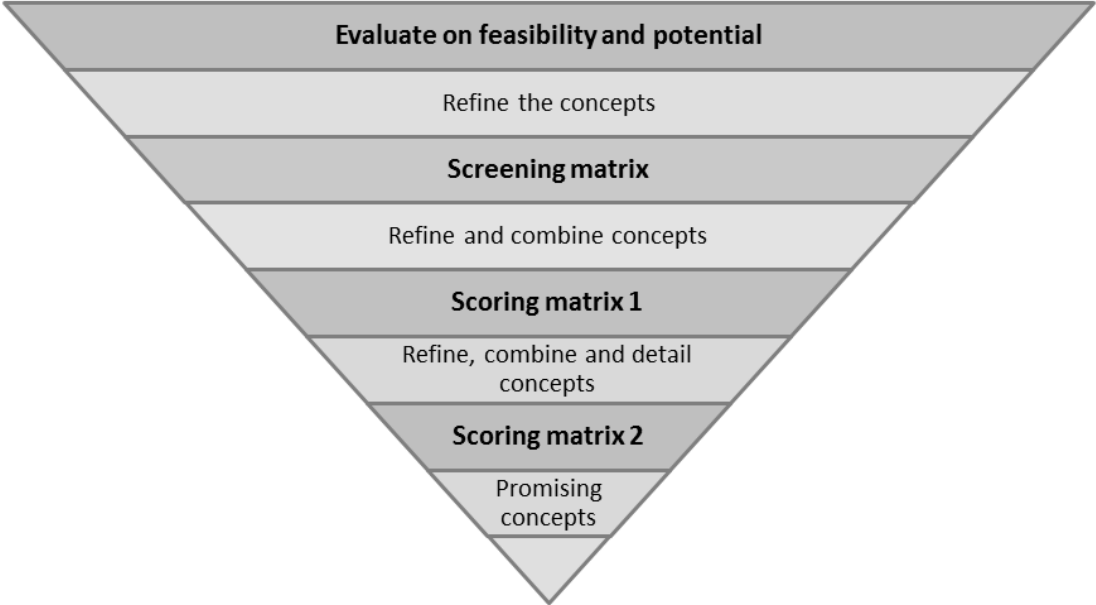 Evaluate on feasibility and potential
Refine the concepts
Screening matrix
Refine and combine concepts
Scoring matrix 1
Refine, combine and detail
concepts
Scoring matrix 2
Promising
concepts